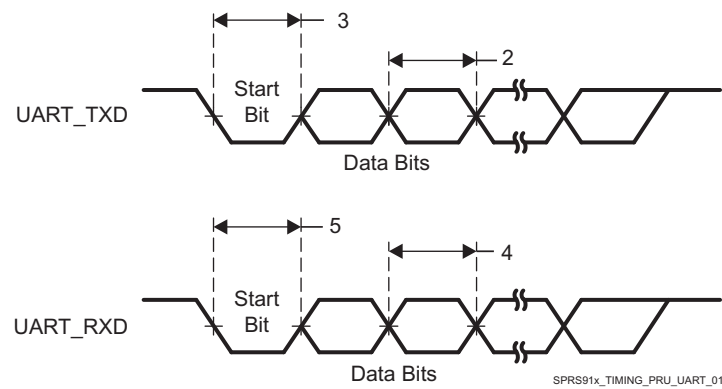 3
2
UART_TXD
Start
Bit
Data Bits
5
4
UART_RXD
Start
Bit
Data Bits
SPRS91x_TIMING_PRU_UART_01